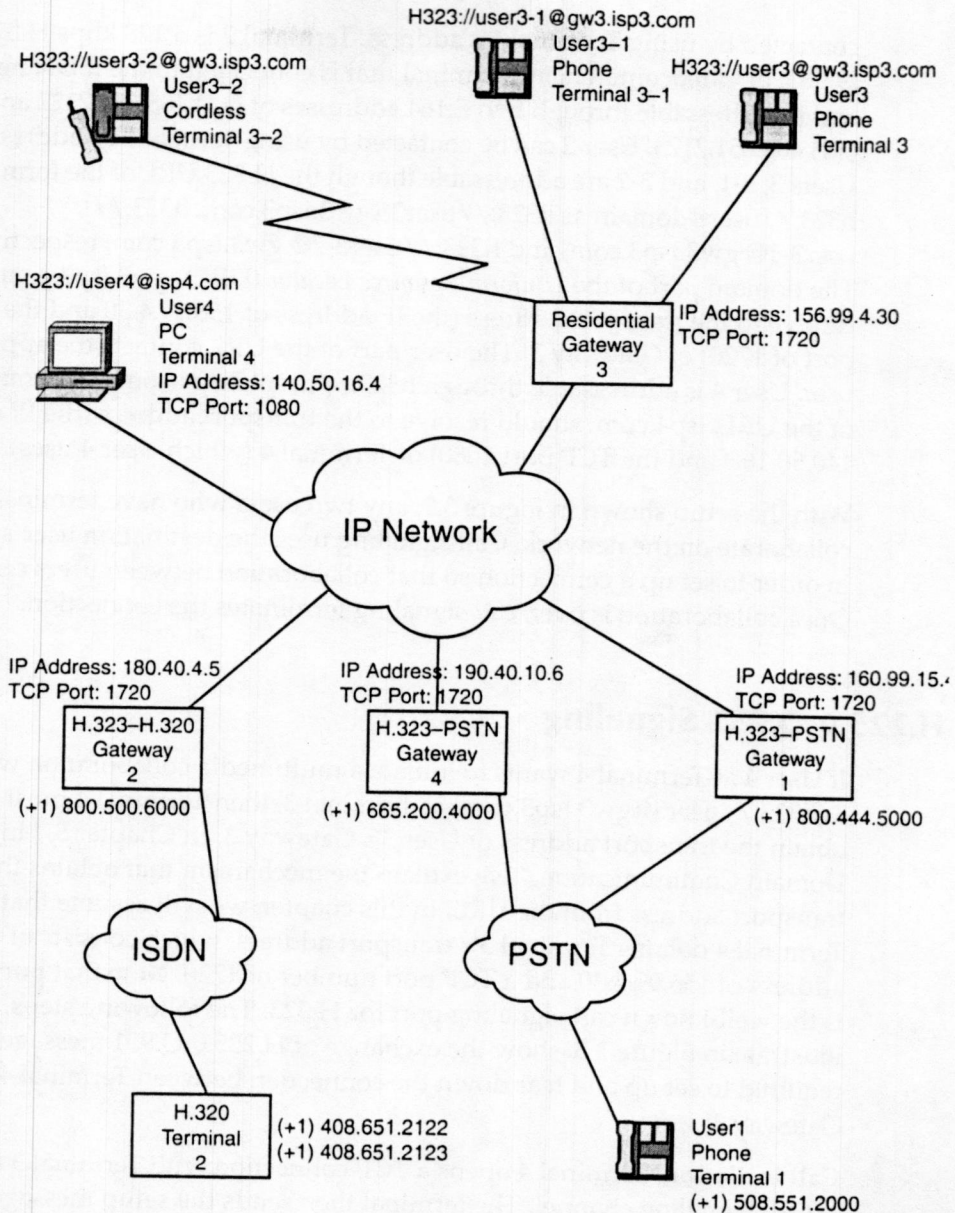 H323://user3-1@gw3.isp3.com
User3–1
Phone
Terminal 3–1
H323://user3-2@gw3.isp3.com
User3–2
Cordless
Terminal 3–2
H323://user3@gw3.isp3.com
User3
Phone
Terminal 3
H323://user4@isp4.com
User4
PC
Terminal 4
IP Address: 140.50.16.4
TCP Port: 1080
Residential
Gateway
3
IP Address: 156.99.4.30
TCP Port: 1720
IP Network
IP Address: 180.40.4.5
TCP Port: 1720
H.323–H.320
Gateway
2
(+1) 800.500.6000
IP Address: 190.40.10.6
TCP Port: 1720
H.323–PSTN
Gateway
4
(+1) 665.200.4000
IP Address: 160.99.15.
TCP Port: 1720
H.323–PSTN
Gateway
(+1) 800.444.5000
ISDN
PSTN
H.320
Terminal
2
(+1) 408.651.2122
(+1) 408.651.2123
User1
Phone
Terminal
(+1) 508.551.2000